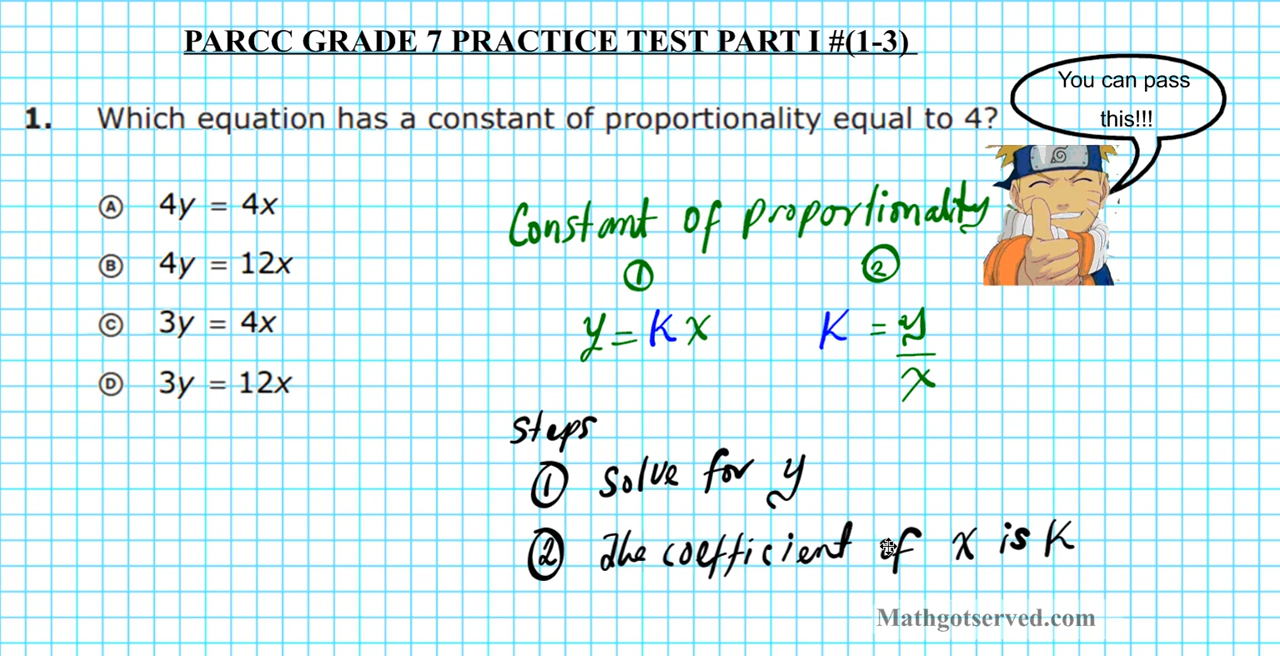 PARCC GRADE 7 PRACTICE TEST PART I #(1-3)
You can pass
this!!!
1. Which equation has a constant of proportionality equal to 4?
A 4y = 4x
B 4y = 12x
C 3y = 4x
D 3y = 12x
Constant of proportionality
1 2
y = K x K = y/x
Steps
1 Solve for y
2 The coefficient of x is K
Mathgotserved.com